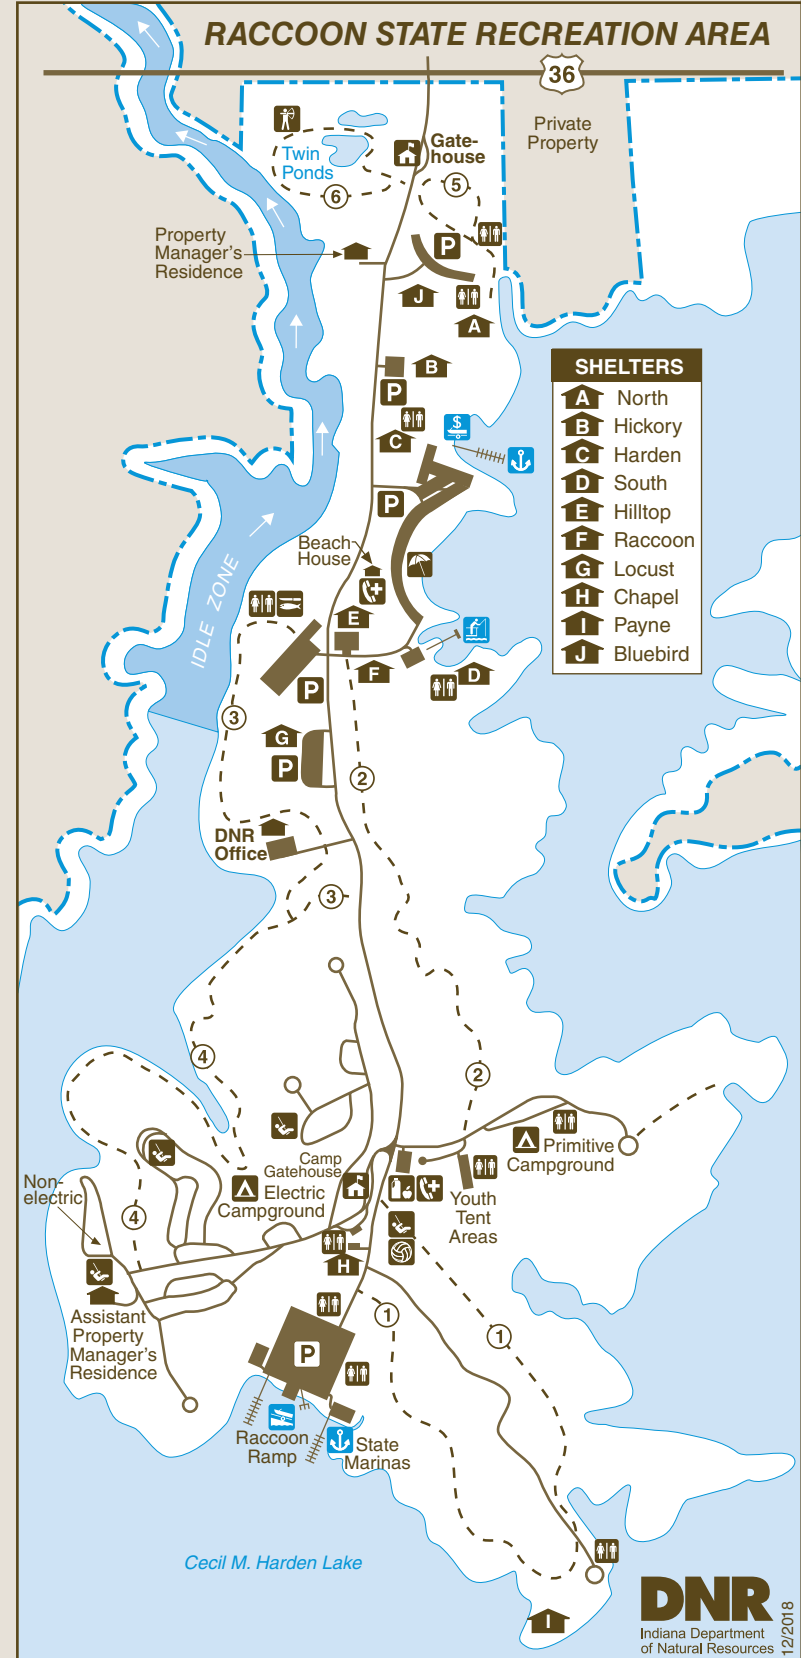 RACCOON STATE RECREATION AREA
36
Private
Property
Twin
Ponds
Gate-
house
6
5
Property
Manager's
Residence
P
J
A
B
P
C
$
P
Beach-
House
E
IDLE ZONE
F
D
P
3
G
P
2
DNR
Office
3
SHELTERS
A North
B Hickory
C Harden
D South
E Hilltop
F Raccoon
G Locust
H Chapel
I Payne
J Bluebird
4
2
Camp
Gatehouse
Primitive
Campground
Electric
Campground
Non-
electric
Youth
Tent
Areas
4
H
Assistant
Property
Manager's
Residence
1
1
P
Raccoon
Ramp
State
Marinas
Cecil M. Harden Lake
I
DNR
Indiana Department
of Natural Resources
12/2018